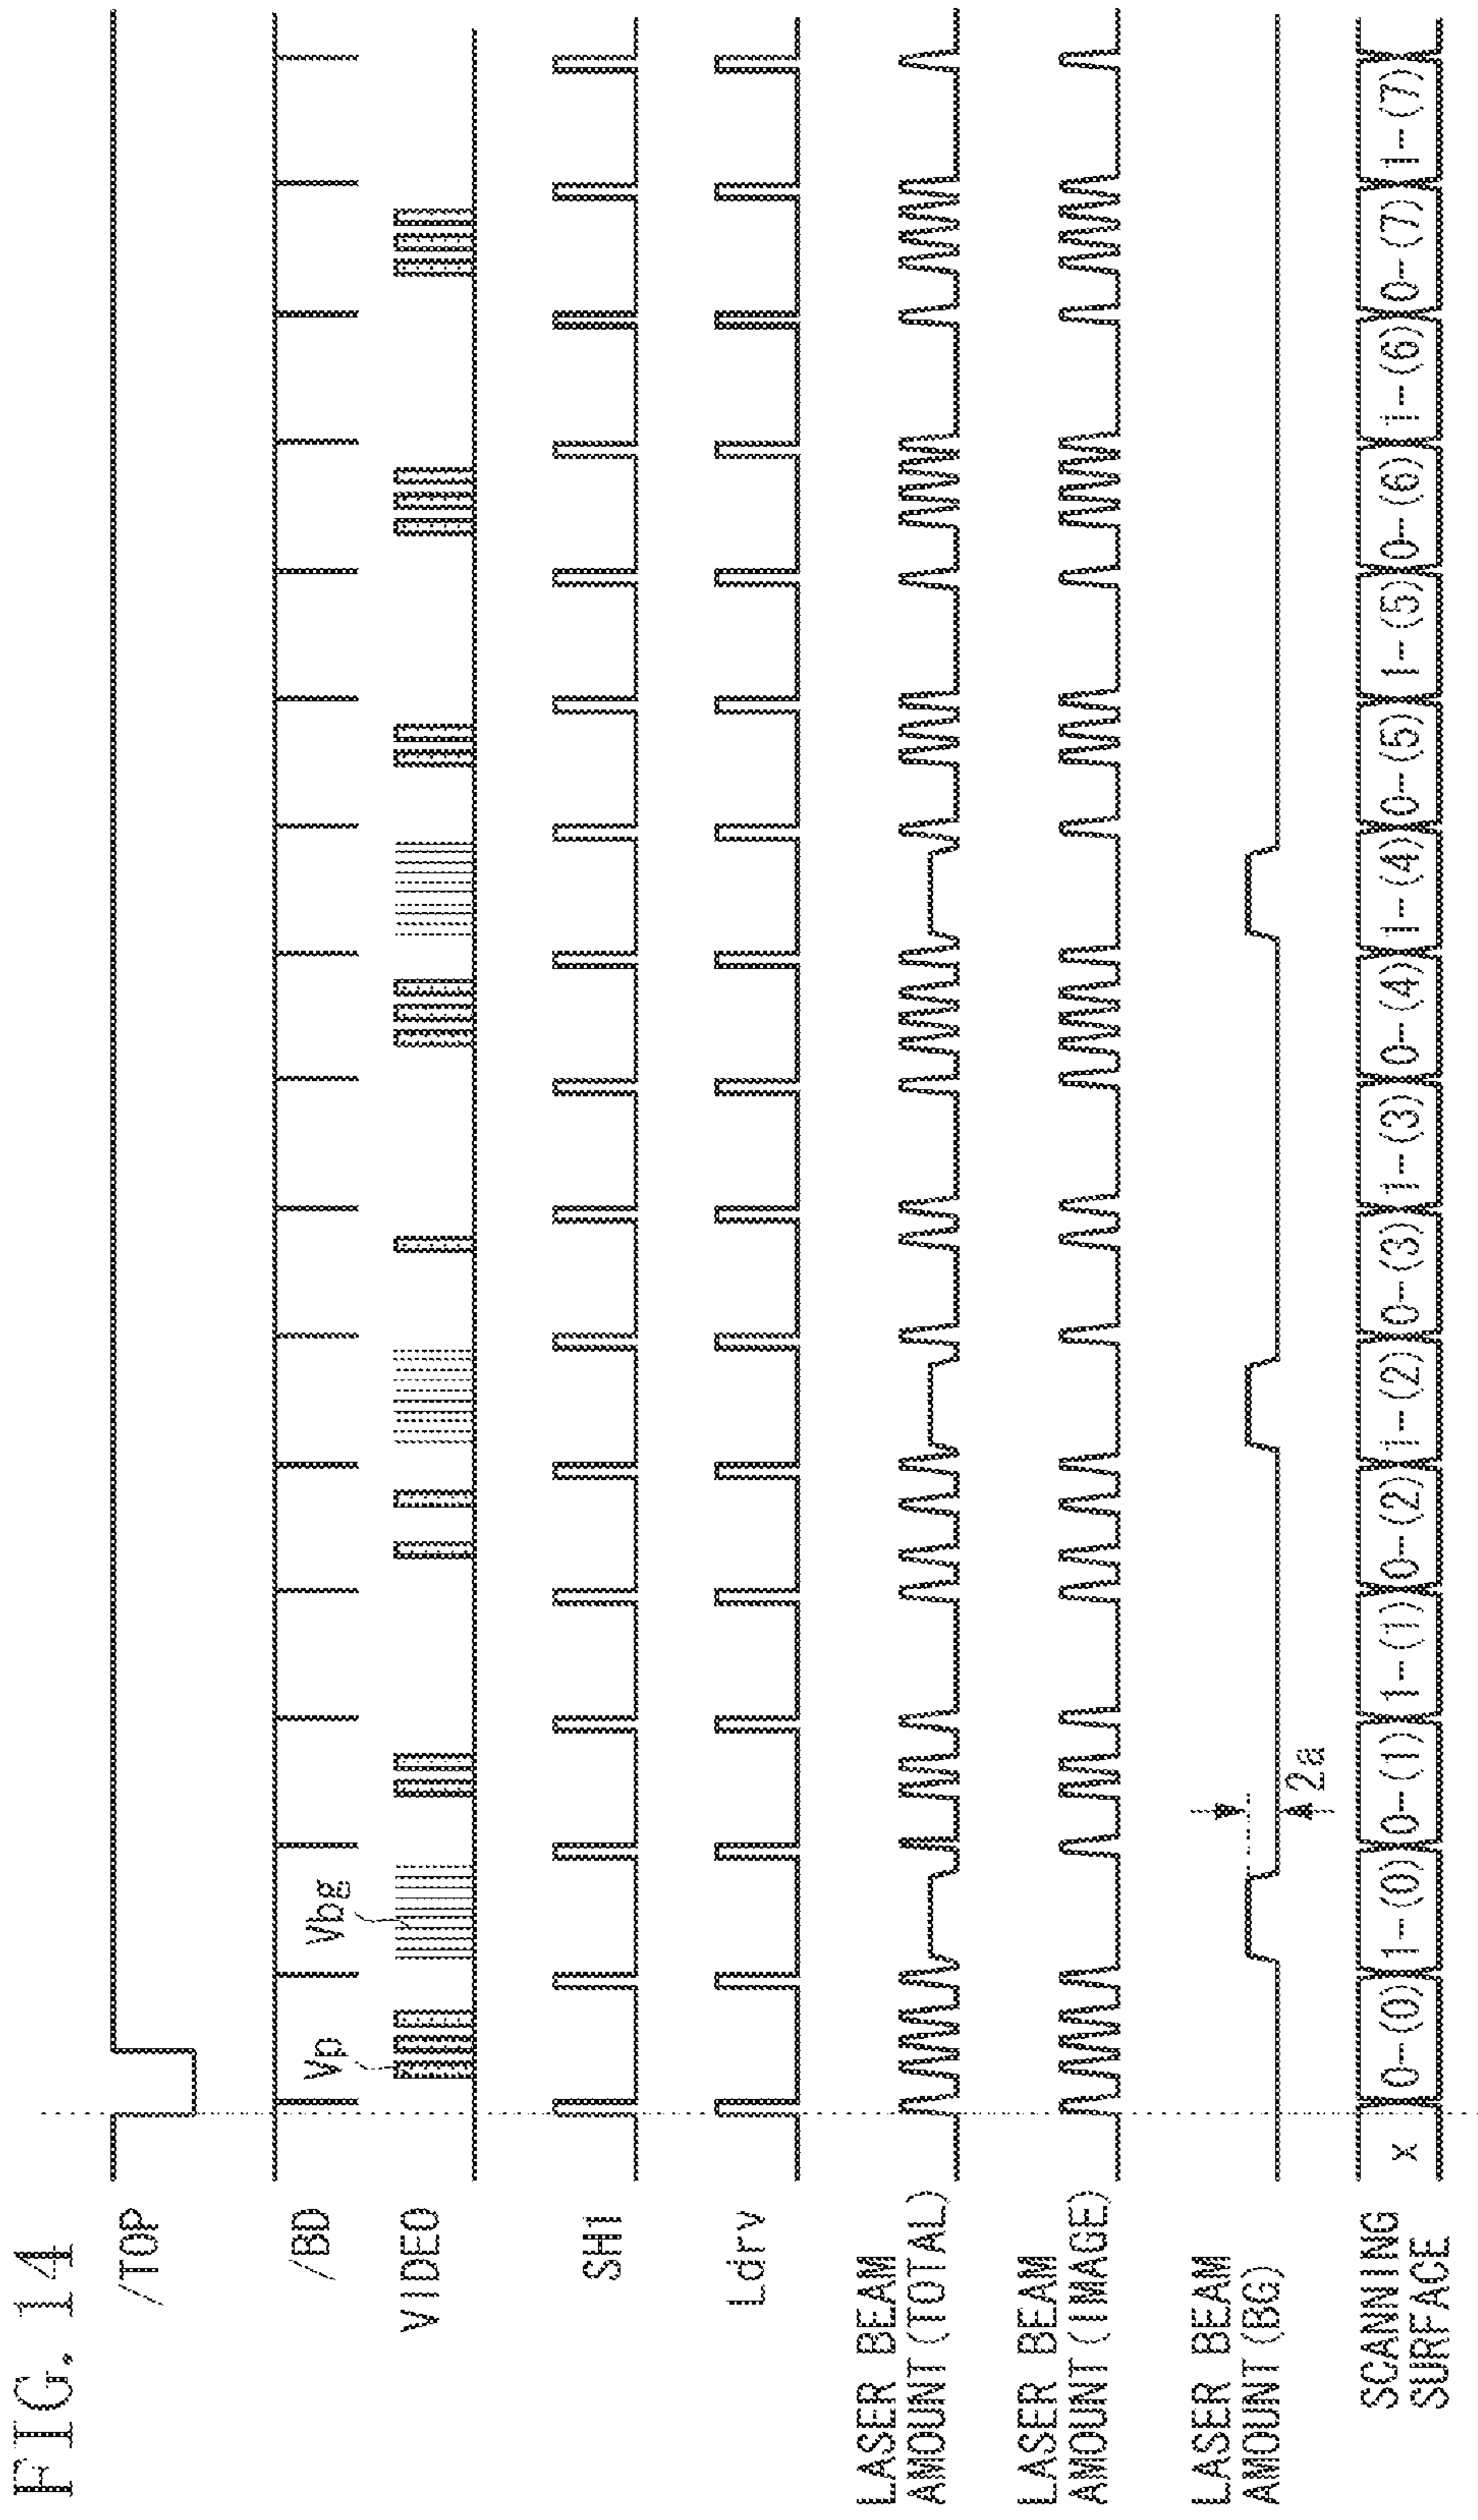 FIG. 14
/TOP
/BD
VIDEO
Vp
Vbg
SH1
Ldrv
LASER BEAM
AMOUNT (TOTAL)
LASER BEAM
AMOUNT (IMAGE)
LASER BEAM
AMOUNT (BG)
2a
SCANNING
SURFACE
x 0-(0) 1-(0) 0-(1) 1-(1) 0-(2) 1-(2) 0-(3) 1-(3) 0-(4) 1-(4) 0-(5) 1-(5) 0-(6) 1-(6) 0-(7) 1-(7)